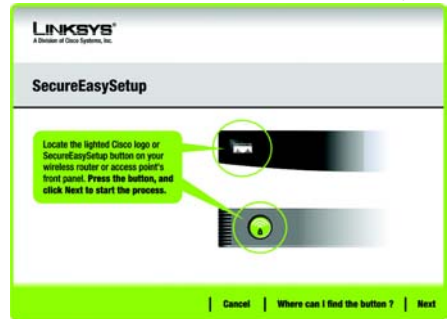 LINKSYS®
A Division of Cisco Systems, Inc.
SecureEasySetup
Locate the lighted Cisco logo or
SecureEasySetup button on your
wireless router or access point's
front panel. Press the button, and
click Next to start the process.
Cancel | Where can I find the button ? | Next